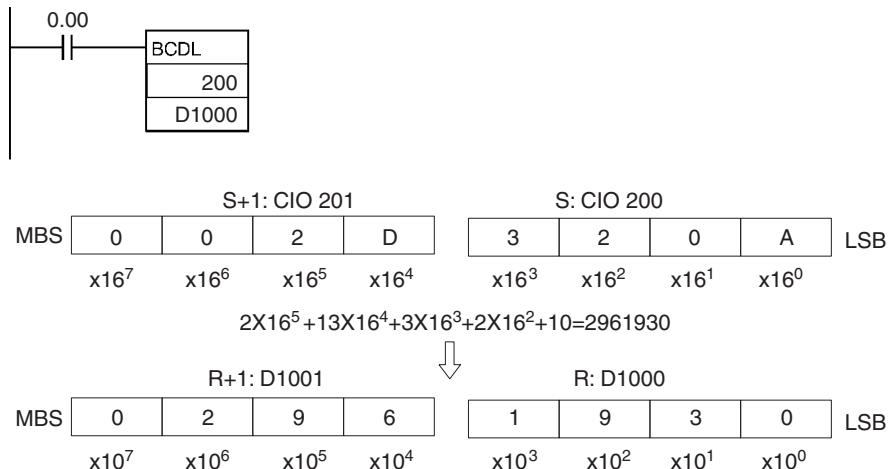 0.00
BCDL
200
D1000
S+1: CIO 201 S: CIO 200
MBS 0 0 2 D 3 2 0 A LSB
x16⁷ x16⁶ x16⁵ x16⁴ x16³ x16² x16¹ x16⁰
2X16⁵+13X16⁴+3X16³+2X16²+10=2961930
R+1: D1001 R: D1000
MBS 0 2 9 6 1 9 3 0 LSB
x10⁷ x10⁶ x10⁵ x10⁴ x10³ x10² x10¹ x10⁰